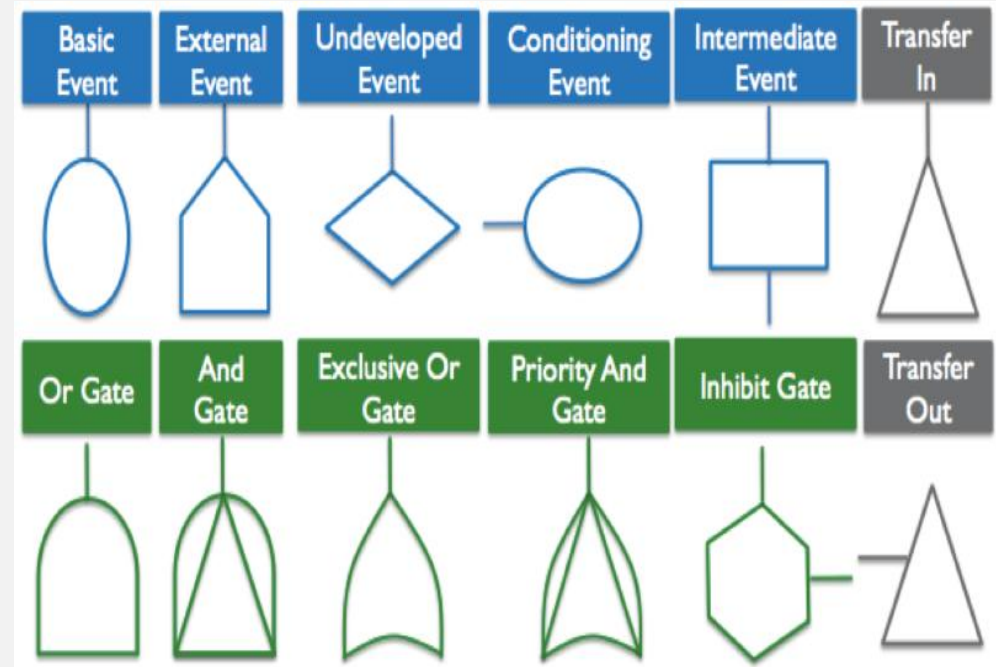 Basic
Event
External
Event
Undeveloped
Event
Conditioning
Event
Intermediate
Event
Transfer
In
Or Gate
And
Gate
Exclusive Or
Gate
Priority And
Gate
Inhibit Gate
Transfer
Out